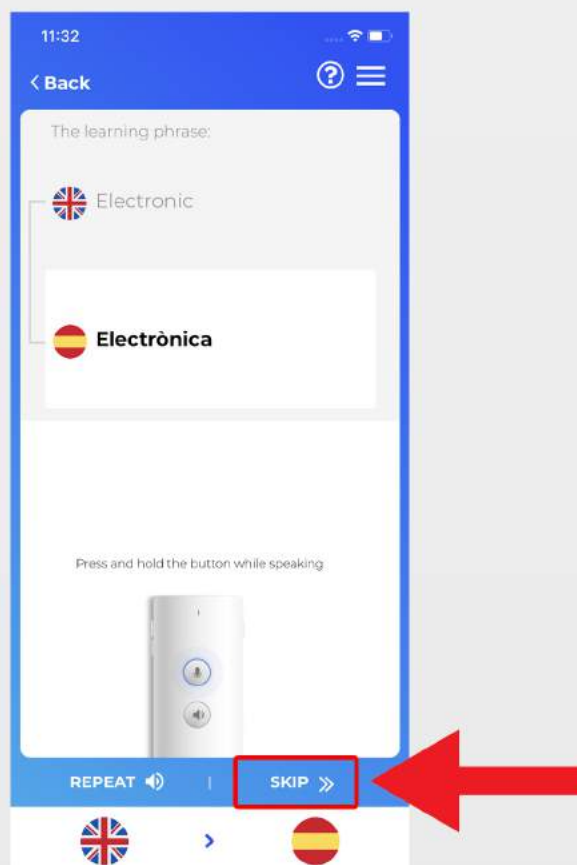 11:32
Back
The learning phrase:
Electronic
Electrònica
Press and hold the button while speaking
REPEAT | SKIP